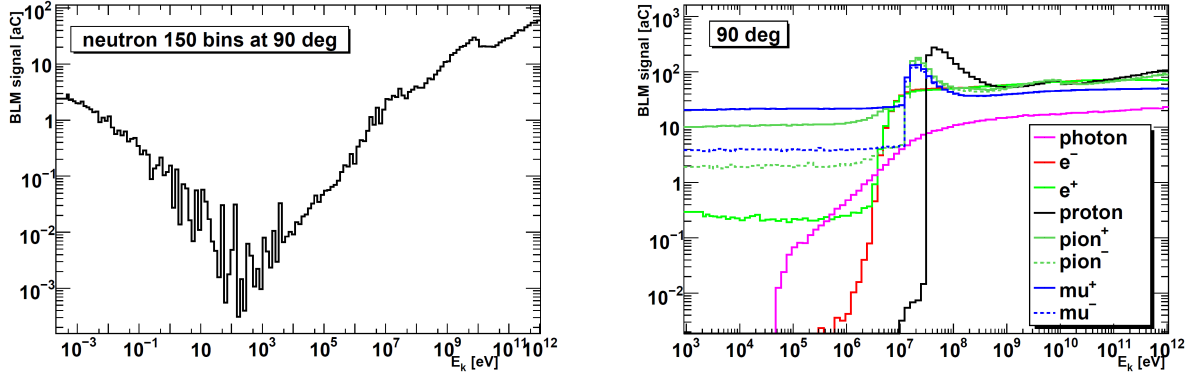 BLM signal [aC]
neutron 150 bins at 90 deg
10²
10
1
10⁻¹
10⁻²
10⁻³
10⁻³ 10⁻¹ 10 10³ 10⁵ 10⁷ 10⁹ 10¹¹ 10¹²
Eₖ [eV]
BLM signal [aC]
90 deg
10³
10²
10
1
10⁻¹
10⁻²
photon
e⁻
e⁺
proton
pion⁺
pion⁻
mu⁺
mu⁻
10³ 10⁴ 10⁵ 10⁶ 10⁷ 10⁸ 10⁹ 10¹⁰ 10¹¹ 10¹²
Eₖ [eV]